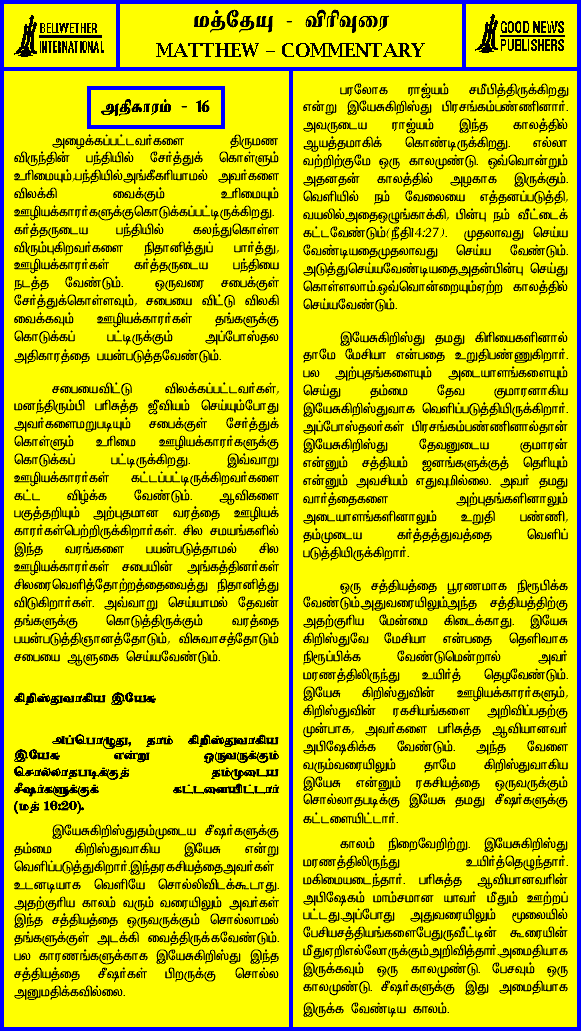 BELLWETHER
INTERNATIONAL
மத்தேயு - விரிவுரை
MATTHEW – COMMENTARY
GOOD NEWS
PUBLISHERS
அதிகாரம் - 16
அழைக்கப்பட்டவர்களை திருமண
விருந்தின் பந்தியில் சேர்த்துக் கொள்ளும்
உரிமையும்,பந்தியில்அங்கீகரியாமல் அவர்களை
விலக்கி வைக்கும் உரிமையும்
ஊழியக்காரர்களுக்குகொடுக்கப்பட்டிருக்கிறது.
கர்த்தருடைய பந்தியில் கலந்துகொள்ள
விரும்புகிறவர்களை நிதானித்துப் பார்த்து,
ஊழியக்காரர்கள் கர்த்தருடைய பந்தியை
நடத்த வேண்டும். ஒருவரை சபைக்குள்
சேர்த்துக்கொள்ளவும், சபையை விட்டு விலகி
வைக்கவும் ஊழியக்காரர்கள் தங்களுக்கு
கொடுக்கப் பட்டிருக்கும் அப்போஸ்தல
அதிகாரத்தை பயன்படுத்தவேண்டும்.
சபையைவிட்டு விலக்கப்பட்டவர்கள்,
மனந்திரும்பி பரிசுத்த ஜீவியம் செய்யும்போது
அவர்களைமறுபடியும் சபைக்குள் சேர்த்துக்
கொள்ளும் உரிமை ஊழியக்காரர்களுக்கு
கொடுக்கப் பட்டிருக்கிறது. இவ்வாறு
ஊழியக்காரர்கள் கட்டப்பட்டிருக்கிறவர்களை
கட்ட விழ்க்க வேண்டும். ஆவிகளை
பகுத்தறியும் அற்புதமான வரத்தை ஊழியக்
காரர்கள்பெற்றிருக்கிறார்கள். சில சமயங்களில்
இந்த வரங்களை பயன்படுத்தாமல் சில
ஊழியக்காரர்கள் சபையின் அங்கத்தினர்கள்
சிலரைவெளித்தோற்றத்தைவைத்து நிதானித்து
விடுகிறார்கள். அவ்வாறு செய்யாமல் தேவன்
தங்களுக்கு கொடுத்திருக்கும் வரத்தை
பயன்படுத்திஞானத்தோடும், விசுவாசத்தோடும்
சபையை ஆளுகை செய்யவேண்டும்.
கிறிஸ்துவாகிய இயேசு
அப்பொழுது, தாம் கிறிஸ்துவாகிய
இயேசு என்று ஒருவருக்கும்
சொல்லாதபடிக்குத் தம்முடைய
சீஷர்களுக்குக் கட்டளையிட்டார்
(மத் 16:20).
இயேசுகிறிஸ்துதம்முடைய சீஷர்களுக்கு
தம்மை கிறிஸ்துவாகிய இயேசு என்று
வெளிப்படுத்துகிறார்.இந்தரகசியத்தைஅவர்கள்
உடனடியாக வெளியே சொல்லிவிடக்கூடாது.
அதற்குரிய காலம் வரும் வரையிலும் அவர்கள்
இந்த சத்தியத்தை ஒருவருக்கும் சொல்லாமல்
தங்களுக்குள் அடக்கி வைத்திருக்கவேண்டும்.
பல காரணங்களுக்காக இயேசுகிறிஸ்து இந்த
சத்தியத்தை சீஷர்கள் பிறருக்கு சொல்ல
அனுமதிக்கவில்லை.
பரலோக ராஜ்யம் சமீபித்திருக்கிறது
என்று இயேசுகிறிஸ்து பிரசங்கம்பண்ணினார்.
அவருடைய ராஜ்யம் இந்த காலத்தில்
ஆயத்தமாகிக் கொண்டிருக்கிறது. எல்லா
வற்றிற்குமே ஒரு காலமுண்டு. ஒவ்வொன்றும்
அதனதன் காலத்தில் அழகாக இருக்கும்.
வெளியில் நம் வேலையை எத்தனப்படுத்தி,
வயலில்அதைஒழுங்காக்கி, பின்பு நம் வீட்டைக்
கட்டவேண்டும்(நீதி14:27). முதலாவது செய்ய
வேண்டியதைமுதலாவது செய்ய வேண்டும்.
அடுத்துசெய்யவேண்டியதைஅதன்பின்பு செய்து
கொள்ளலாம்.ஒவ்வொன்றையும்ஏற்ற காலத்தில்
செய்யவேண்டும்.
இயேசுகிறிஸ்து தமது கிரியைகளினால்
தாமே மேசியா என்பதை உறுதிபண்ணுகிறார்.
பல அற்புதங்களையும் அடையாளங்களையும்
செய்து தம்மை தேவ குமாரனாகிய
இயேசுகிறிஸ்துவாக வெளிப்படுத்தியிருக்கிறார்.
அப்போஸ்தலர்கள் பிரசங்கம்பண்ணினால்தான்
இயேசுகிறிஸ்து தேவனுடைய குமாரன்
என்னும் சத்தியம் ஜனங்களுக்குத் தெரியும்
என்னும் அவசியம் எதுவுமில்லை. அவர் தமது
வார்த்தைகளை அற்புதங்களினாலும்
அடையாளங்களினாலும் உறுதி பண்ணி,
தம்முடைய கர்த்தத்துவத்தை வெளிப்
படுத்தியிருக்கிறார்.
ஒரு சத்தியத்தை பூரணமாக நிரூபிக்க
வேண்டும்.அதுவரையிலும்அந்த சத்தியத்திற்கு
அதற்குரிய மேன்மை கிடைக்காது. இயேசு
கிறிஸ்துவே மேசியா என்பதை தெளிவாக
நிரூப்பிக்க வேண்டுமென்றால் அவர்
மரணத்திலிருந்து உயிர்த் தெழவேண்டும்.
இயேசு கிறிஸ்துவின் ஊழியக்காரர்களும்,
கிறிஸ்துவின் ரகசியங்களை அறிவிப்பதற்கு
முன்பாக, அவர்களை பரிசுத்த ஆவியானவர்
அபிஷேகிக்க வேண்டும். அந்த வேளை
வரும்வரையிலும் தாமே கிறிஸ்துவாகிய
இயேசு என்னும் ரகசியத்தை ஒருவருக்கும்
சொல்லாதபடிக்கு இயேசு தமது சீஷர்களுக்கு
கட்டளையிட்டார்.
காலம் நிறைவேறிற்று. இயேசுகிறிஸ்து
மரணத்திலிருந்து உயிர்த்தெழுந்தார்.
மகிமையடைந்தார். பரிசுத்த ஆவியானவரின்
அபிஷேகம் மாம்சமான யாவர் மீதும் ஊற்றப்
பட்டது.அப்போது அதுவரையிலும் மூலையில்
பேசியசத்தியங்களைபேதுருவீட்டின் கூரையின்
மீதுஏறிஎல்லோருக்கும்அறிவித்தார்.அமைதியாக
இருக்கவும் ஒரு காலமுண்டு. பேசவும் ஒரு
காலமுண்டு. சீஷர்களுக்கு இது அமைதியாக
இருக்க வேண்டிய காலம்.